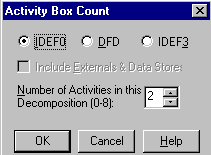 Activity Box Count
IDEF0 DFD IDEF3
Include Externals & Data Stores
Number of Activities in this
Decomposition (0-8): 2
OK Cancel Help